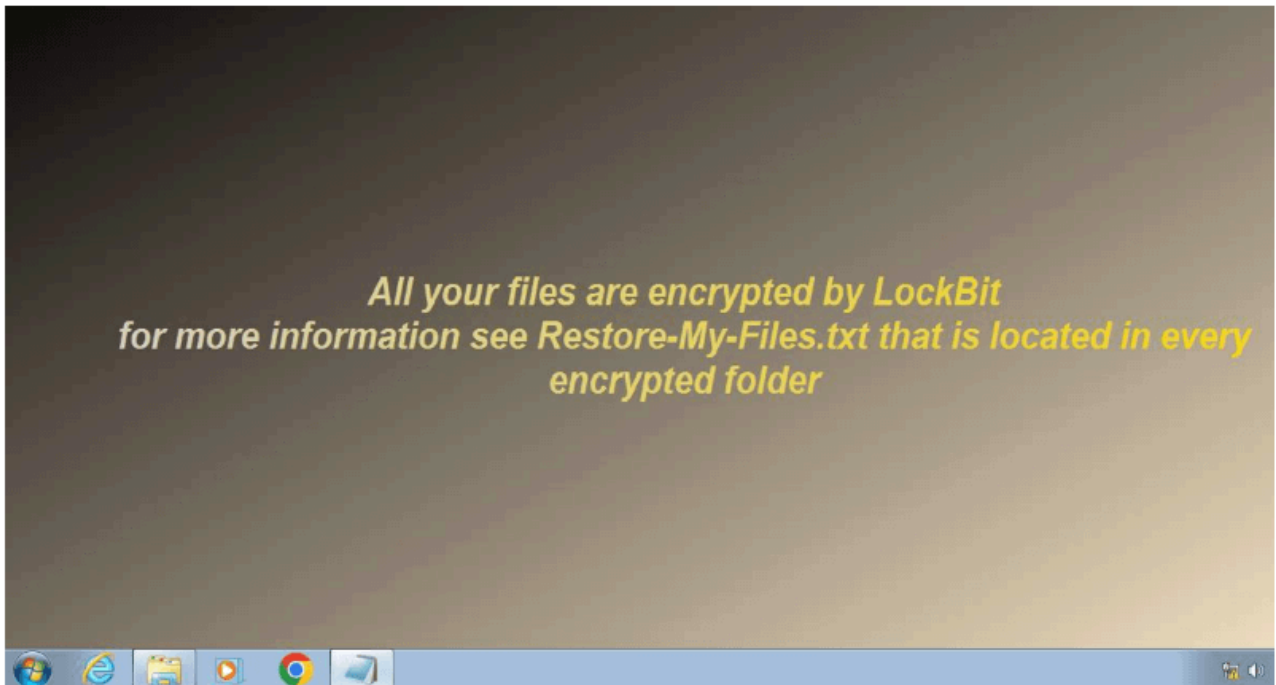 All your files are encrypted by LockBit
for more information see Restore-My-Files.txt that is located in every
encrypted folder